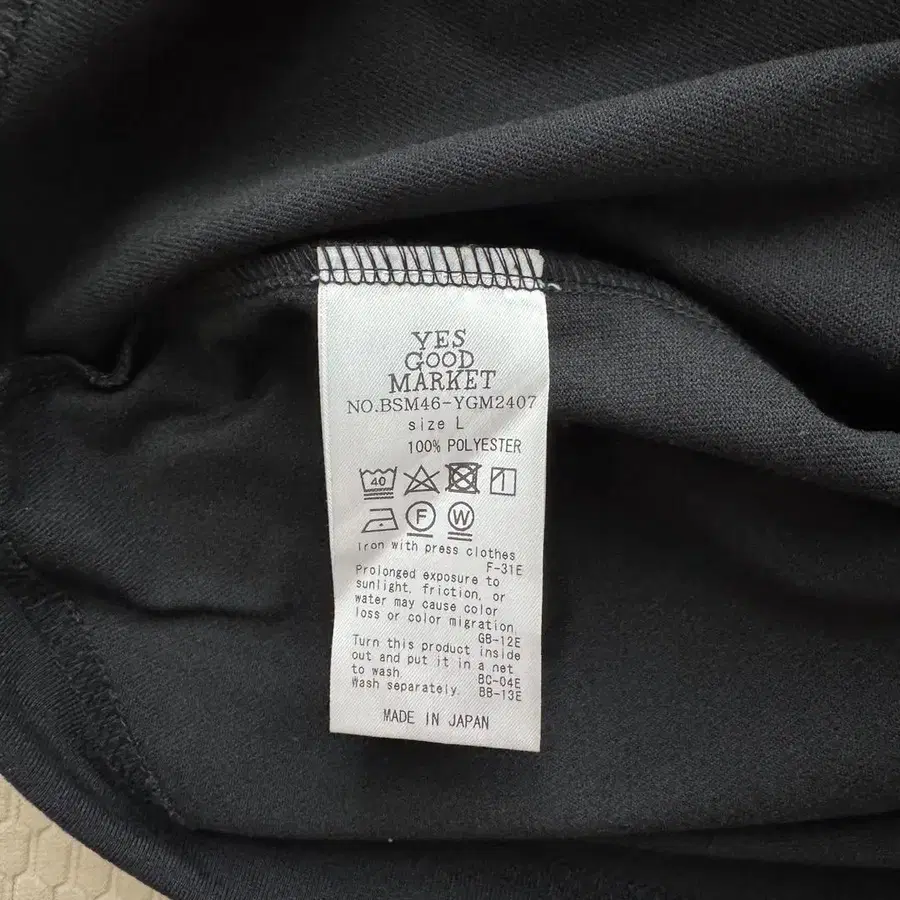 YES
GOOD
MARKET
NO.BSM46-YGM2407
size L
100% POLYESTER
40
F W
Iron with press clothes
F-31E
Prolonged exposure to
sunlight, friction, or
water may cause color
loss or color migration
GB-12E
Turn this product inside
out and put it in a net
to wash. BC-04E
Wash separately. BB-13E
MADE IN JAPAN